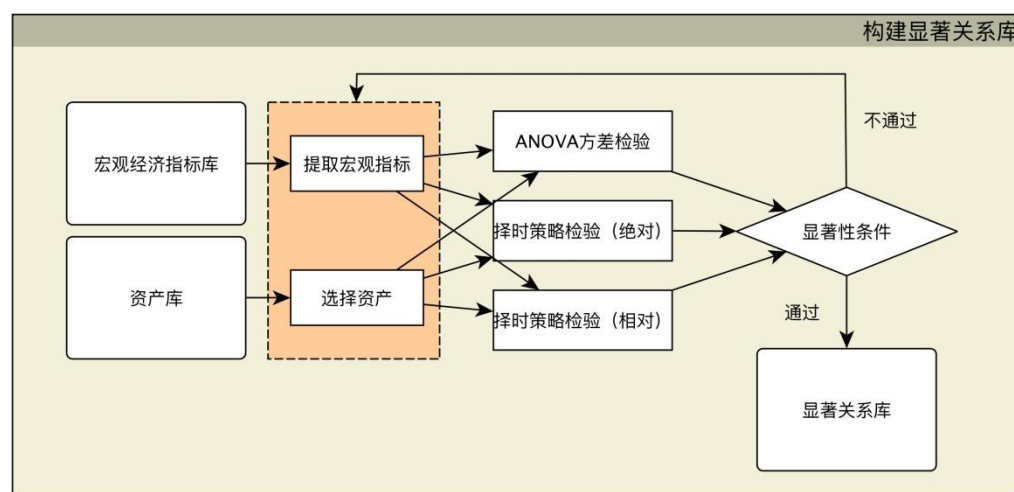 构建显著关系库
不通过
宏观经济指标库
提取宏观指标
ANOVA方差检验
择时策略检验（绝对）
显著性条件
资产库
选择资产
择时策略检验（相对）
通过
显著关系库